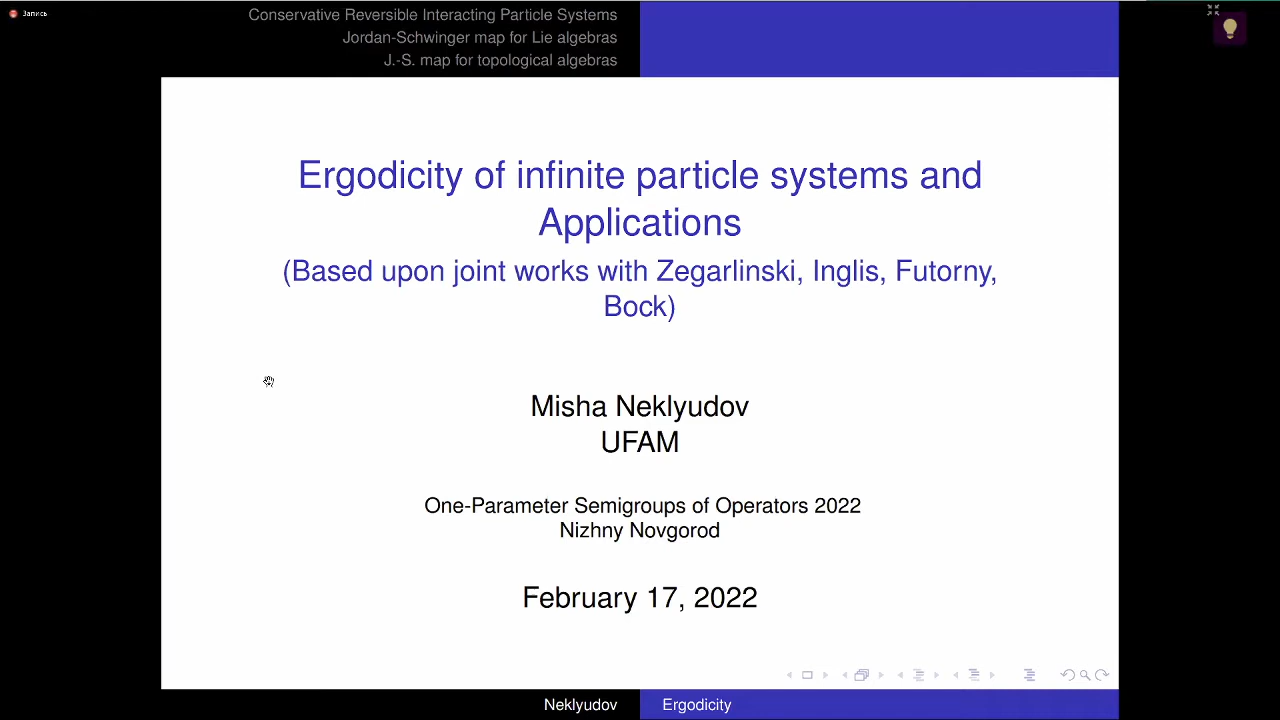 Запись
Conservative Reversible Interacting Particle Systems
Jordan-Schwinger map for Lie algebras
J.-S. map for topological algebras
Ergodicity of infinite particle systems and
Applications
(Based upon joint works with Zegarlinski, Inglis, Futorny,
Bock)
Misha Neklyudov
UFAM
One-Parameter Semigroups of Operators 2022
Nizhny Novgorod
February 17, 2022
Neklyudov
Ergodicity